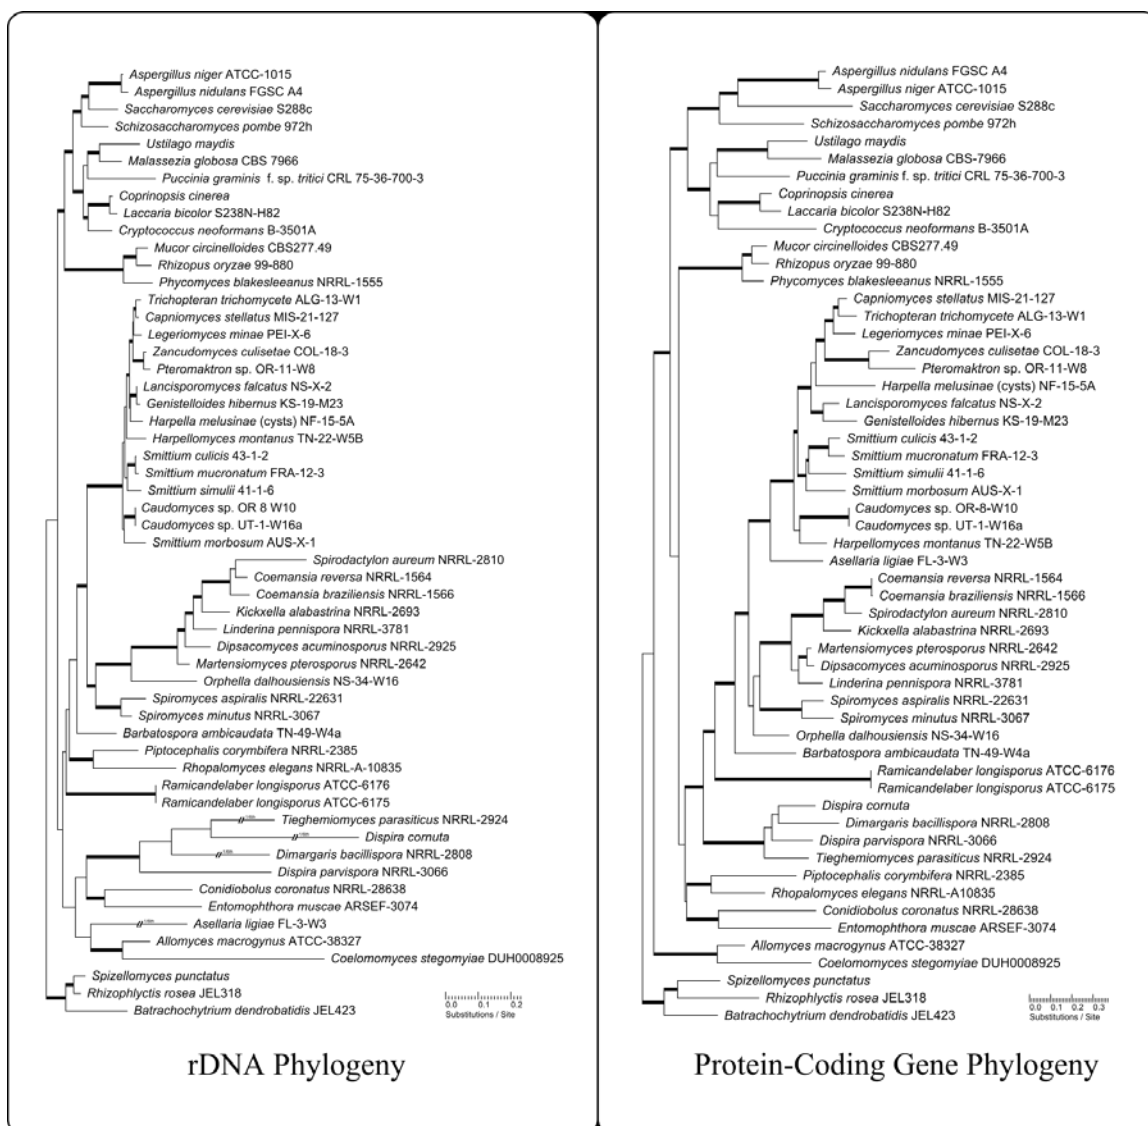 Aspergillus niger ATCC-1015
Aspergillus nidulans FGSC A4
Saccharomyces cerevisiae S288c
Schizosaccharomyces pombe 972h
Ustilago maydis
Malassezia globosa CBS 7966
Puccinia graminis f. sp. tritici CRL 75-36-700-3
Coprinopsis cinerea
Laccaria bicolor S238N-H82
Cryptococcus neoformans B-3501A
Mucor circinelloides CBS277.49
Rhizopus oryzae 99-880
Phycomyces blakesleeanus NRRL-1555
Trichopteran trichomycete ALG-13-W1
Capniomyces stellatus MIS-21-127
Legeriomyces minae PEI-X-6
Zancudomyces culisetae COL-18-3
Pteromaktron sp. OR-11-W8
Lancisporomyces falcatus NS-X-2
Genistelloides hibernus KS-19-M23
Harpella melusinae (cysts) NF-15-5A
Harpellomyces montanus TN-22-W5B
Smittium culicis 43-1-2
Smittium mucronatum FRA-12-3
Smittium simulii 41-1-6
Caudomyces sp. OR 8 W10
Caudomyces sp. UT-1-W16a
Smittium morbosum AUS-X-1
Spirodactylon aureum NRRL-2810
Coemansia reversa NRRL-1564
Coemansia braziliensis NRRL-1566
Kickxella alabastrina NRRL-2693
Linderina pennispora NRRL-3781
Dipsacomyces acuminosporus NRRL-2925
Martensiomyces pterosporus NRRL-2642
Orphella dalhousiensis NS-34-W16
Spiromyces aspiralis NRRL-22631
Spiromyces minutus NRRL-3067
Barbatospora ambicaudata TN-49-W4a
Piptocephalis corymbifera NRRL-2385
Rhopalomyces elegans NRRL-A-10835
Ramicandelaber longisporus ATCC-6176
Ramicandelaber longisporus ATCC-6175
Tieghemiomyces parasiticus NRRL-2924
Dispira cornuta
Dimargaris bacillispora NRRL-2808
Dispira parvispora NRRL-3066
Conidiobolus coronatus NRRL-28638
Entomophthora muscae ARSEF-3074
Asellaria ligiae FL-3-W3
Allomyces macrogynus ATCC-38327
Coelomomyces stegomyiae DUH0008925
Spizellomyces punctatus
Rhizophlyctis rosea JEL318
Batrachochytrium dendrobatidis JEL423
0.0 0.1 0.2
Substitutions / Site
rDNA Phylogeny
Aspergillus nidulans FGSC A4
Aspergillus niger ATCC-1015
Saccharomyces cerevisiae S288c
Schizosaccharomyces pombe 972h
Ustilago maydis
Malassezia globosa CBS-7966
Puccinia graminis f. sp. tritici CRL 75-36-700-3
Coprinopsis cinerea
Laccaria bicolor S238N-H82
Cryptococcus neoformans B-3501A
Mucor circinelloides CBS277.49
Rhizopus oryzae 99-880
Phycomyces blakesleeanus NRRL-1555
Capniomyces stellatus MIS-21-127
Trichopteran trichomycete ALG-13-W1
Legeriomyces minae PEI-X-6
Zancudomyces culisetae COL-18-3
Pteromaktron sp. OR-11-W8
Harpella melusinae (cysts) NF-15-5A
Lancisporomyces falcatus NS-X-2
Genistelloides hibernus KS-19-M23
Smittium culicis 43-1-2
Smittium mucronatum FRA-12-3
Smittium simulii 41-1-6
Smittium morbosum AUS-X-1
Caudomyces sp. OR-8-W10
Caudomyces sp. UT-1-W16a
Harpellomyces montanus TN-22-W5B
Asellaria ligiae FL-3-W3
Coemansia reversa NRRL-1564
Coemansia braziliensis NRRL-1566
Spirodactylon aureum NRRL-2810
Kickxella alabastrina NRRL-2693
Martensiomyces pterosporus NRRL-2642
Dipsacomyces acuminosporus NRRL-2925
Linderina pennispora NRRL-3781
Spiromyces aspiralis NRRL-22631
Spiromyces minutus NRRL-3067
Orphella dalhousiensis NS-34-W16
Barbatospora ambicaudata TN-49-W4a
Ramicandelaber longisporus ATCC-6176
Ramicandelaber longisporus ATCC-6175
Dispira cornuta
Dimargaris bacillispora NRRL-2808
Dispira parvispora NRRL-3066
Tieghemiomyces parasiticus NRRL-2924
Piptocephalis corymbifera NRRL-2385
Rhopalomyces elegans NRRL-A10835
Conidiobolus coronatus NRRL-28638
Entomophthora muscae ARSEF-3074
Allomyces macrogynus ATCC-38327
Coelomomyces stegomyiae DUH0008925
Spizellomyces punctatus
Rhizophlyctis rosea JEL318
Batrachochytrium dendrobatidis JEL423
0.0 0.1 0.2 0.3
Substitutions / Site
Protein-Coding Gene Phylogeny